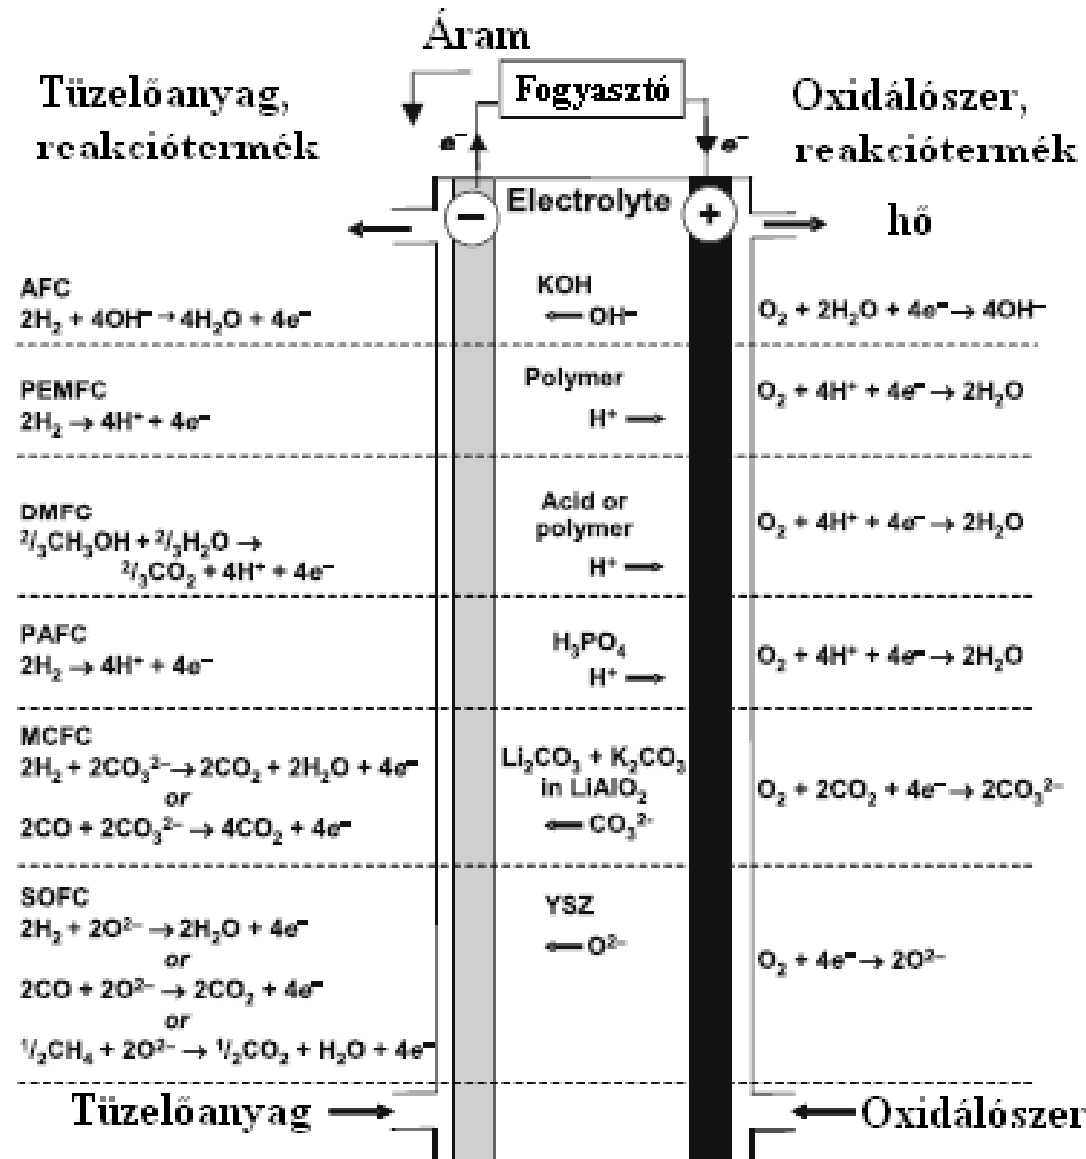 Áram
Fogyasztó
Tüzelőanyag,
reakciótermék
Oxidálószer,
reakciótermék
e⁻
e⁻
−
Electrolyte
+
hő
AFC
2H₂ + 4OH⁻ → 4H₂O + 4e⁻
KOH
← OH⁻
O₂ + 2H₂O + 4e⁻ → 4OH⁻
PEMFC
2H₂ → 4H⁺ + 4e⁻
Polymer
H⁺ →
O₂ + 4H⁺ + 4e⁻ → 2H₂O
DMFC
²/₃CH₃OH + ²/₃H₂O →
²/₃CO₂ + 4H⁺ + 4e⁻
Acid or
polymer
H⁺ →
O₂ + 4H⁺ + 4e⁻ → 2H₂O
PAFC
2H₂ → 4H⁺ + 4e⁻
H₃PO₄
H⁺ →
O₂ + 4H⁺ + 4e⁻ → 2H₂O
MCFC
2H₂ + 2CO₃²⁻ → 2CO₂ + 2H₂O + 4e⁻
or
2CO + 2CO₃²⁻ → 4CO₂ + 4e⁻
Li₂CO₃ + K₂CO₃
in LiAlO₂
← CO₃²⁻
O₂ + 2CO₂ + 4e⁻ → 2CO₃²⁻
SOFC
2H₂ + 2O²⁻ → 2H₂O + 4e⁻
or
2CO + 2O²⁻ → 2CO₂ + 4e⁻
or
¹/₂CH₄ + 2O²⁻ → ¹/₂CO₂ + H₂O + 4e⁻
YSZ
← O²⁻
O₂ + 4e⁻ → 2O²⁻
Tüzelőanyag →
← Oxidálószer